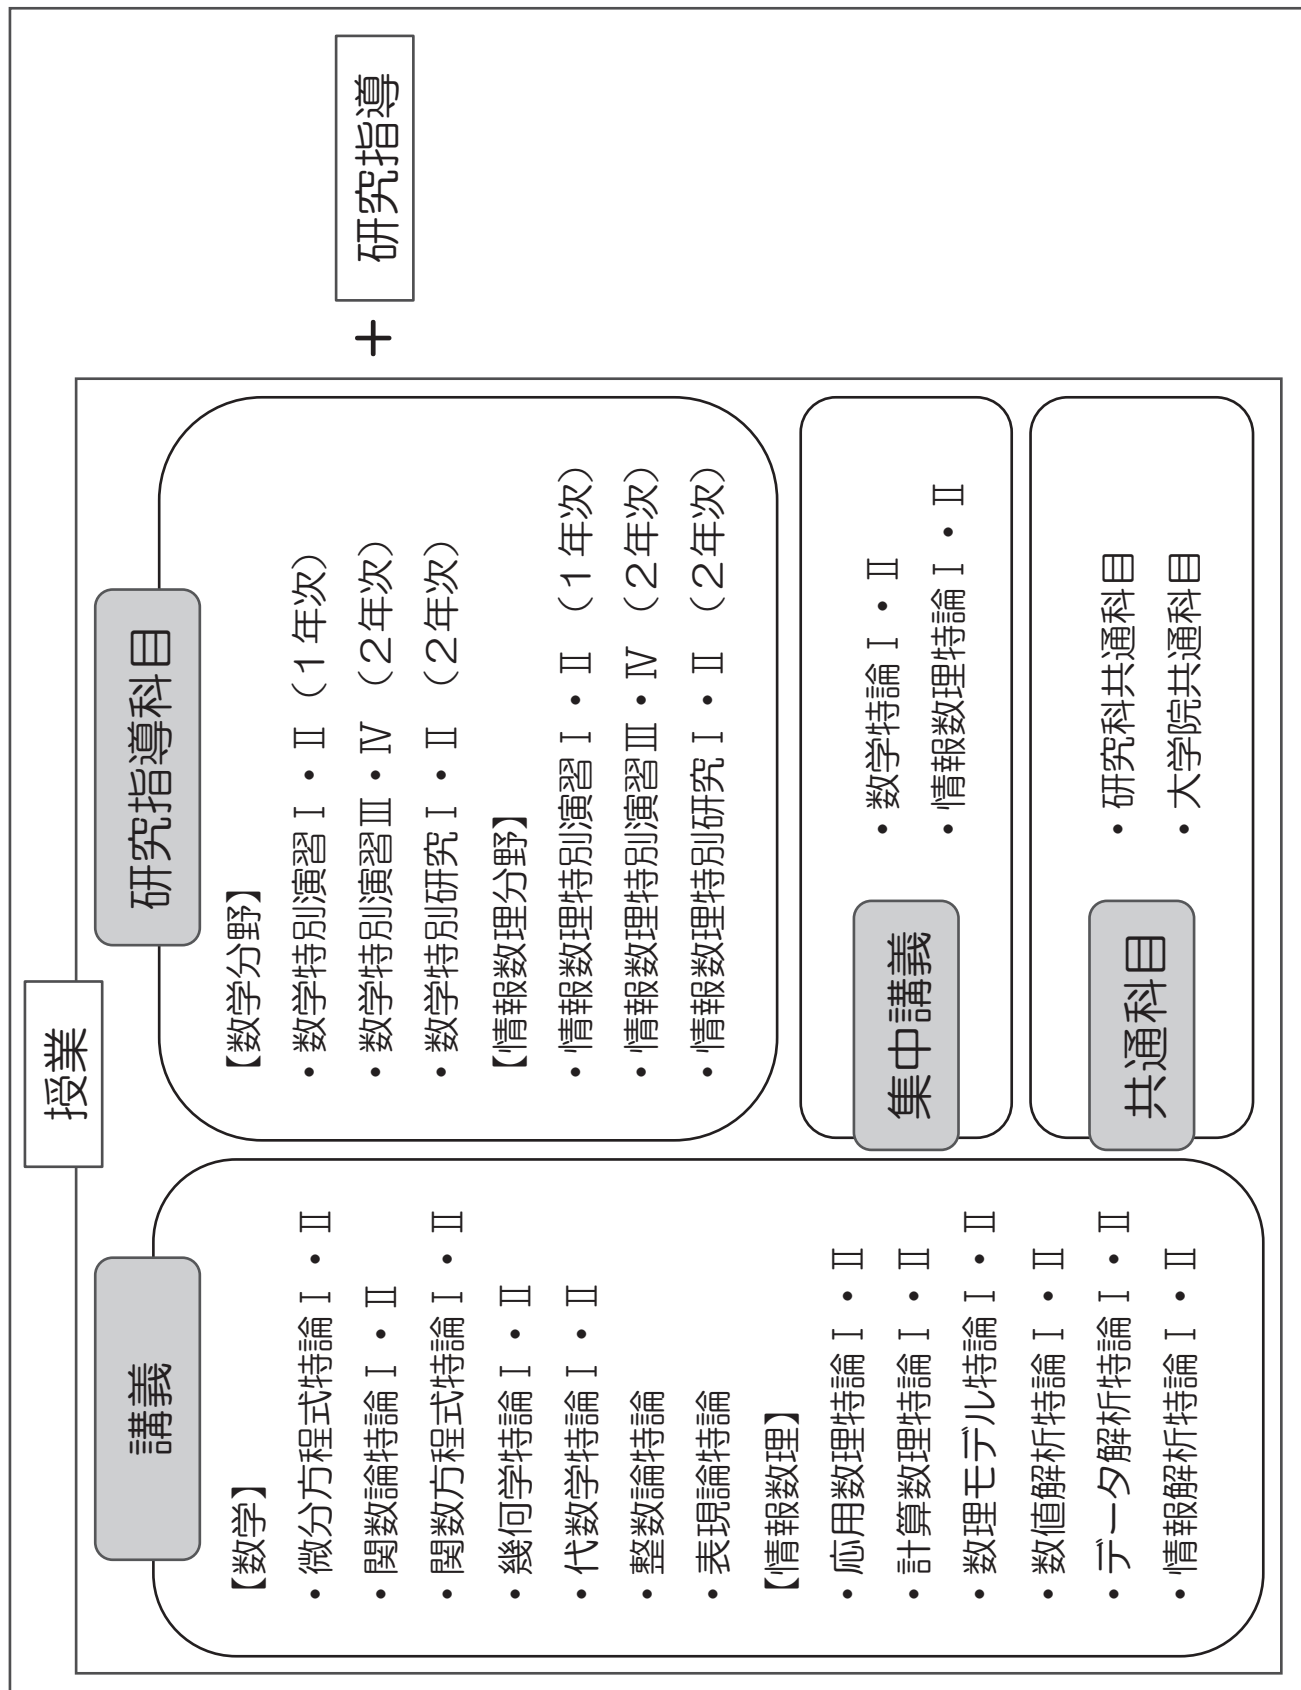 授業
講義
【数学】
・微分方程式特論Ⅰ・Ⅱ
・関数論特論Ⅰ・Ⅱ
・関数方程式特論Ⅰ・Ⅱ
・幾何学特論Ⅰ・Ⅱ
・代数学特論Ⅰ・Ⅱ
・整数論特論
・表現論特論
【情報数理】
・応用数理特論Ⅰ・Ⅱ
・計算数理特論Ⅰ・Ⅱ
・数理モデル特論Ⅰ・Ⅱ
・数値解析特論Ⅰ・Ⅱ
・データ解析特論Ⅰ・Ⅱ
・情報解析特論Ⅰ・Ⅱ
研究指導科目
【数学分野】
・数学特別演習Ⅰ・Ⅱ（１年次）
・数学特別演習Ⅲ・Ⅳ（２年次）
・数学特別研究Ⅰ・Ⅱ（２年次）
【情報数理分野】
・情報数理特別演習Ⅰ・Ⅱ（１年次）
・情報数理特別演習Ⅲ・Ⅳ（２年次）
・情報数理特別研究Ⅰ・Ⅱ（２年次）
集中講義
・数学特論Ⅰ・Ⅱ
・情報数理特論Ⅰ・Ⅱ
共通科目
・研究科共通科目
・大学院共通科目
＋
研究指導